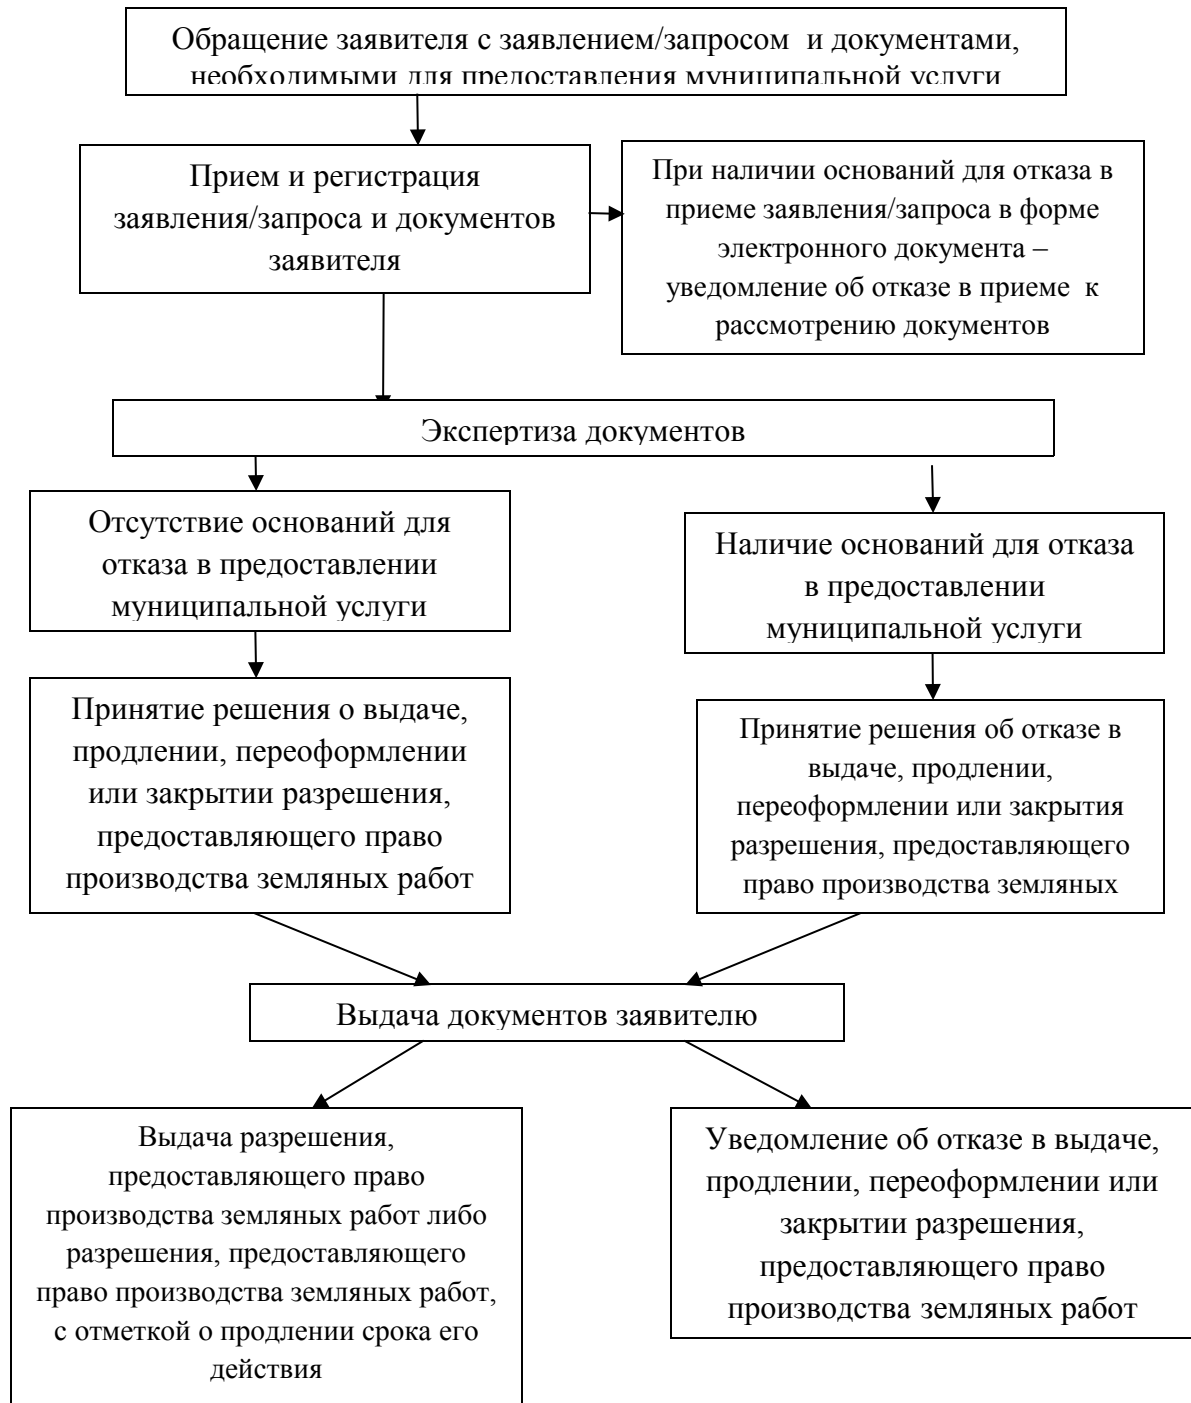 Обращение заявителя с заявлением/запросом и документами,
необходимыми для предоставления муниципальной услуги
Прием и регистрация
заявления/запроса и документов
заявителя
При наличии оснований для отказа в
приеме заявления/запроса в форме
электронного документа –
уведомление об отказе в приеме к
рассмотрению документов
Экспертиза документов
Отсутствие оснований для
отказа в предоставлении
муниципальной услуги
Наличие оснований для отказа
в предоставлении
муниципальной услуги
Принятие решения о выдаче,
продлении, переоформлении
или закрытии разрешения,
предоставляющего право
производства земляных работ
Принятие решения об отказе в
выдаче, продлении,
переоформлении или закрытия
разрешения, предоставляющего
право производства земляных
Выдача документов заявителю
Выдача разрешения,
предоставляющего право
производства земляных работ либо
разрешения, предоставляющего
право производства земляных работ,
с отметкой о продлении срока его
действия
Уведомление об отказе в выдаче,
продлении, переоформлении или
закрытии разрешения,
предоставляющего право
производства земляных работ